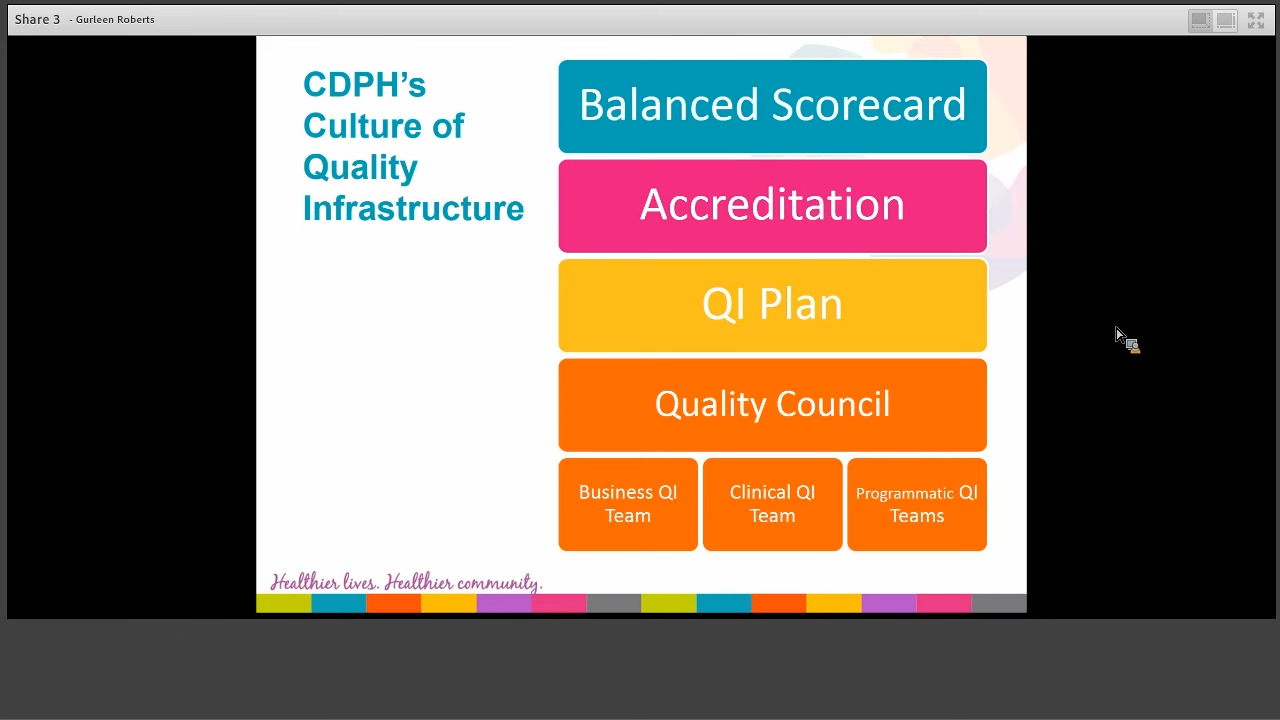 Share 3 - Gurleen Roberts
CDPH’s
Culture of
Quality
Infrastructure
Balanced Scorecard
Accreditation
QI Plan
Quality Council
Business QI
Team
Clinical QI
Team
Programmatic QI
Teams
Healthier lives. Healthier community.